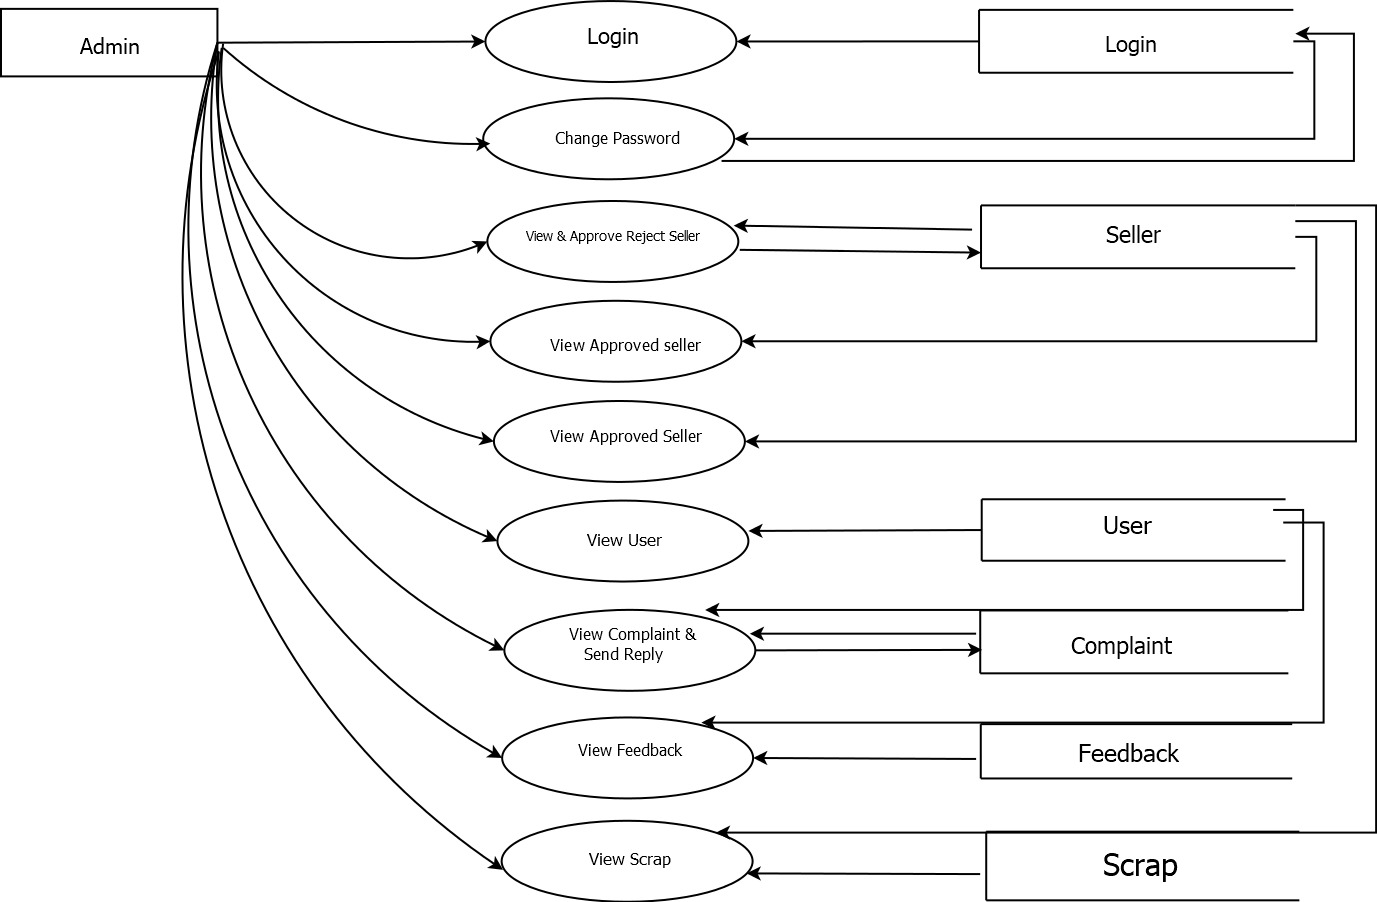 Admin
Login
Login
Change Password
View & Approve Reject Seller
Seller
View Approved seller
View Approved Seller
View User
User
View Complaint &
Send Reply
Complaint
View Feedback
Feedback
View Scrap
Scrap